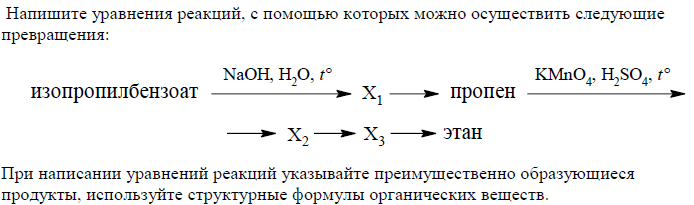 Напишите уравнения реакций, с помощью которых можно осуществить следующие
превращения:
изопропилбензоат NaOH, H₂O, t° X₁ пропен KMnO₄, H₂SO₄, t°
X₂ X₃ этан
При написании уравнений реакций указывайте преимущественно образующиеся
продукты, используйте структурные формулы органических веществ.